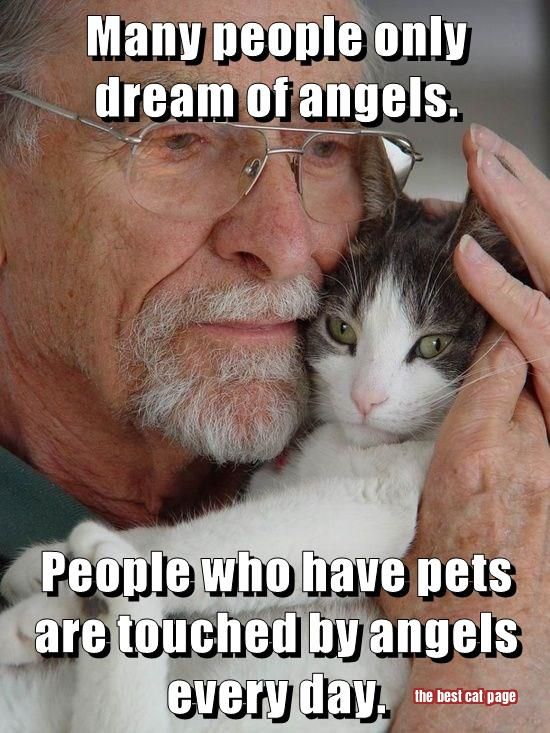 Many people only
dream of angels.
People who have pets
are touched by angels
every day.
the best cat page